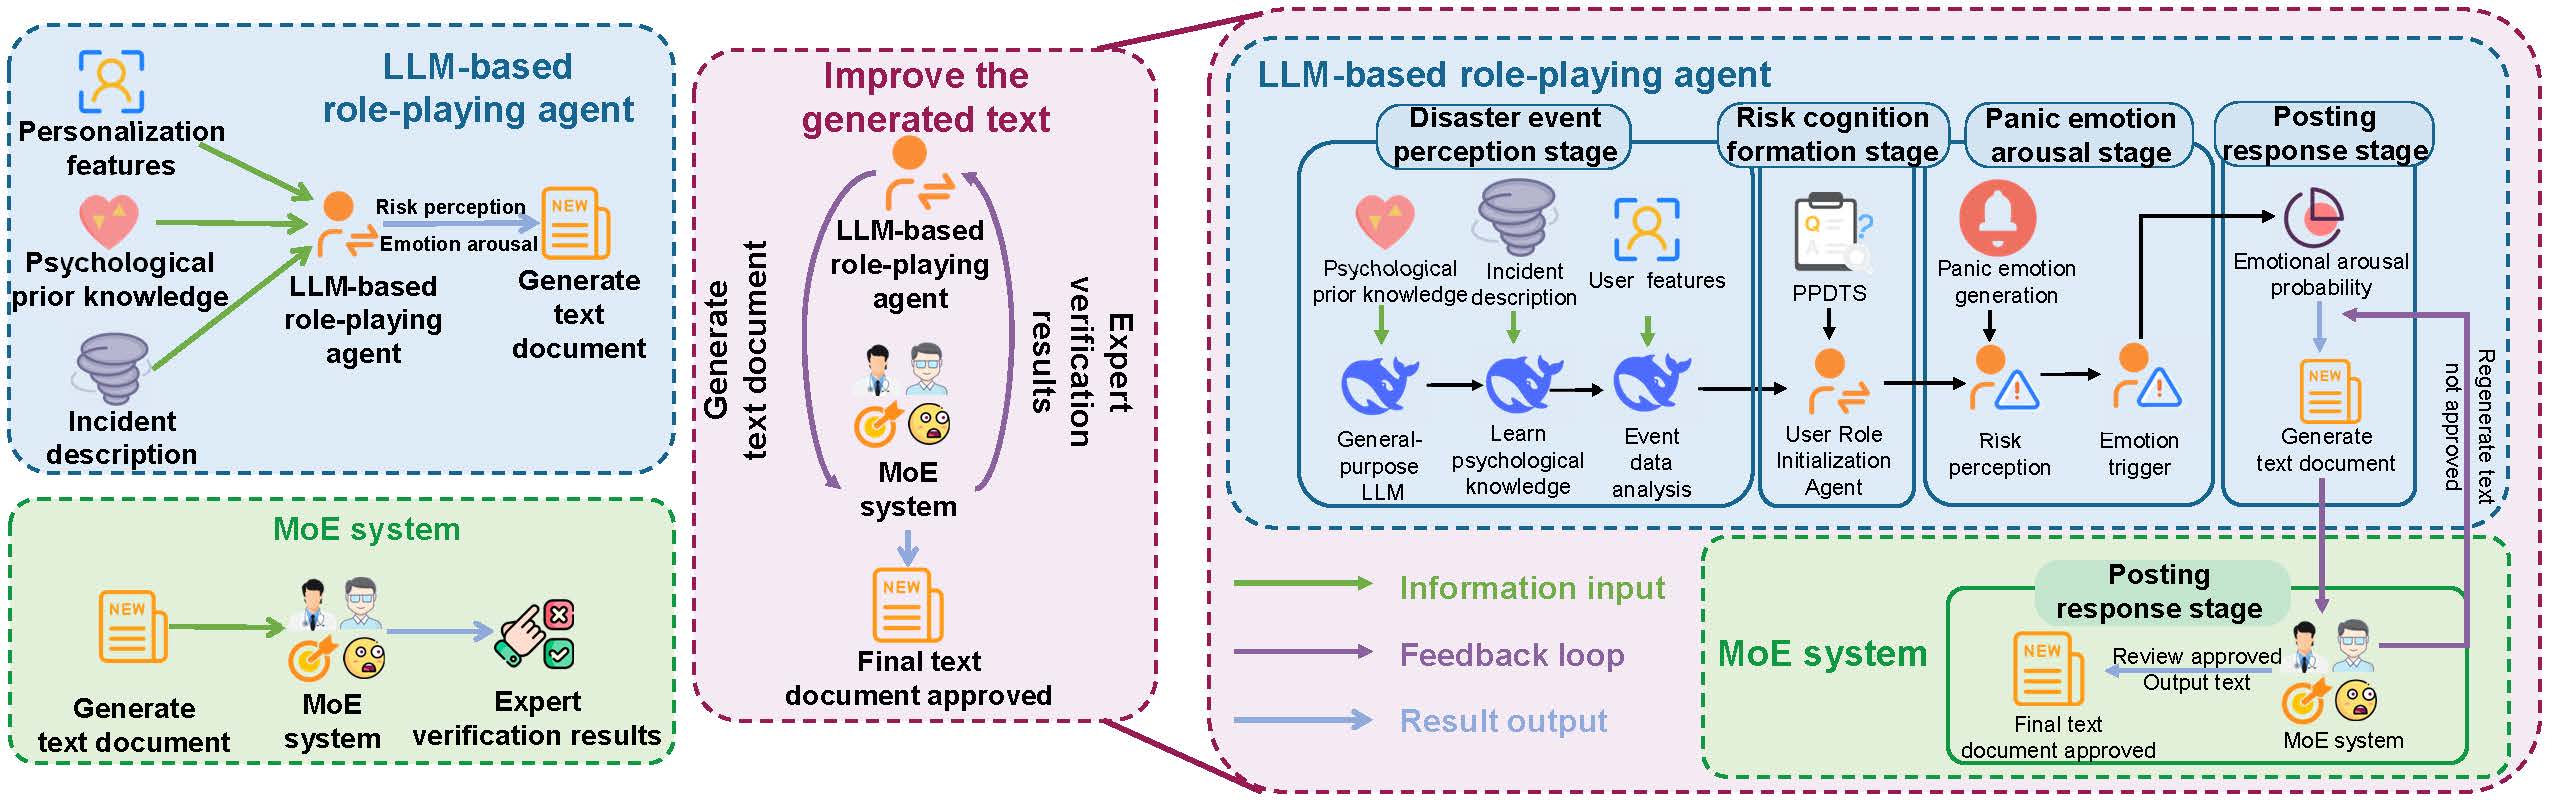 LLM-based
role-playing agent
Personalization
features
Psychological
prior knowledge
Incident
description
LLM-based
role-playing
agent
Risk perception
Emotion arousal
NEW
Generate
text
document
MoE system
NEW
Generate
text document
MoE
system
Expert
verification results
Improve the
generated text
LLM-based
role-playing
agent
Generate
text document
Expert
verification
results
MoE
system
NEW
Final text
document approved
LLM-based role-playing agent
Disaster event
perception stage
Psychological
prior knowledge
Incident
description
User features
General-
purpose
LLM
Learn
psychological
knowledge
Event
data
analysis
Risk cognition
formation stage
Q
A
?
?
PPDTS
User Role
Initialization
Agent
Panic emotion
arousal stage
Panic emotion
generation
Risk
perception
Emotion
trigger
Posting
response stage
Emotional arousal
probability
NEW
Generate
text document
Regenerate text
not approved
Information input
Feedback loop
Result output
MoE system
Posting
response stage
NEW
Final text
document approved
Review approved
Output text
MoE system